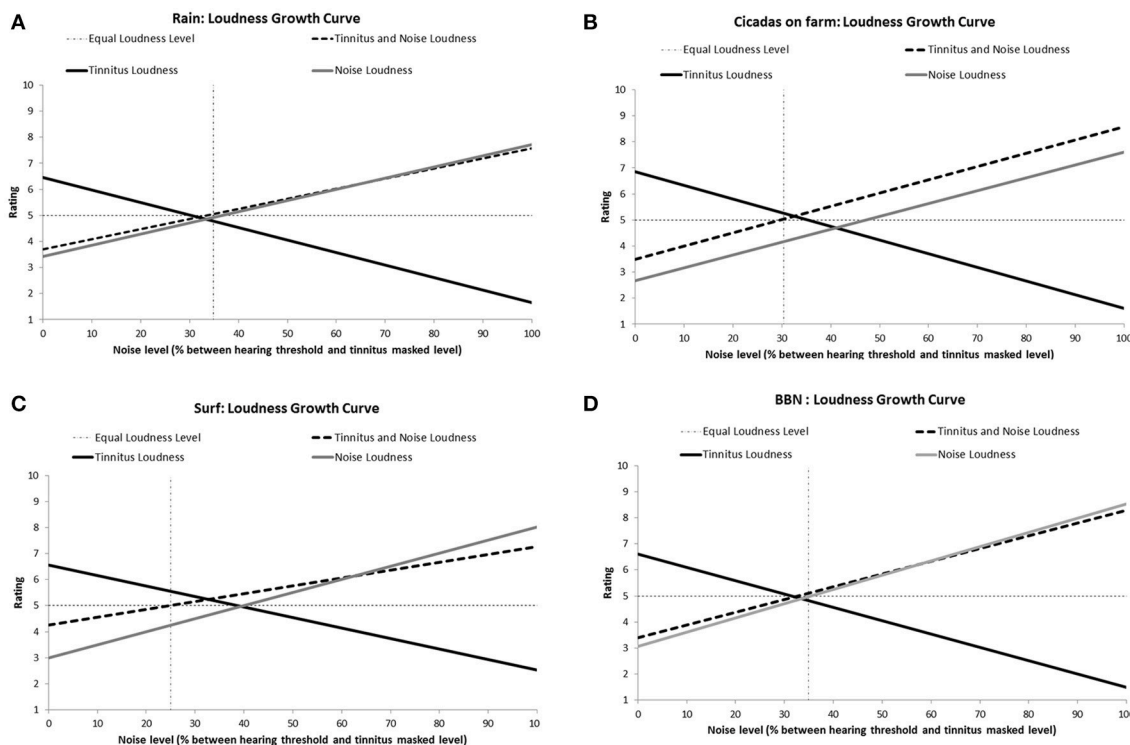 A
Rain: Loudness Growth Curve
Equal Loudness Level
Tinnitus and Noise Loudness
Tinnitus Loudness
Noise Loudness
10
9
8
7
6
5
4
3
2
1
Rating
0 10 20 30 40 50 60 70 80 90 100
Noise level (% between hearing threshold and tinnitus masked level)
B
Cicadas on farm: Loudness Growth Curve
Equal Loudness Level
Tinnitus and Noise Loudness
Tinnitus Loudness
Noise Loudness
10
9
8
7
6
5
4
3
2
1
Rating
0 10 20 30 40 50 60 70 80 90 100
Noise level (% between hearing threshold and tinnitus masked level)
C
Surf: Loudness Growth Curve
Equal Loudness Level
Tinnitus and Noise Loudness
Tinnitus Loudness
Noise Loudness
10
9
8
7
6
5
4
3
2
1
Rating
0 10 20 30 40 50 60 70 80 90 10
Noise level (% between hearing threshold and tinnitus masked level)
D
BBN : Loudness Growth Curve
Equal Loudness Level
Tinnitus and Noise Loudness
Tinnitus Loudness
Noise Loudness
10
9
8
7
6
5
4
3
2
1
Rating
0 10 20 30 40 50 60 70 80 90 100
Noise level (% between hearing threshold and tinnitus masked level)